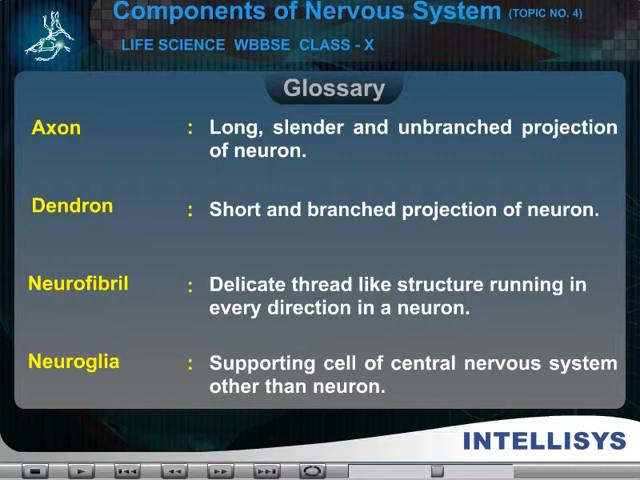 Components of Nervous System (TOPIC NO. 4)
LIFE SCIENCE WBBSE CLASS - X
Glossary
Axon : Long, slender and unbranched projection
of neuron.
Dendron : Short and branched projection of neuron.
Neurofibril : Delicate thread like structure running in
every direction in a neuron.
Neuroglia : Supporting cell of central nervous system
other than neuron.
INTELLISYS